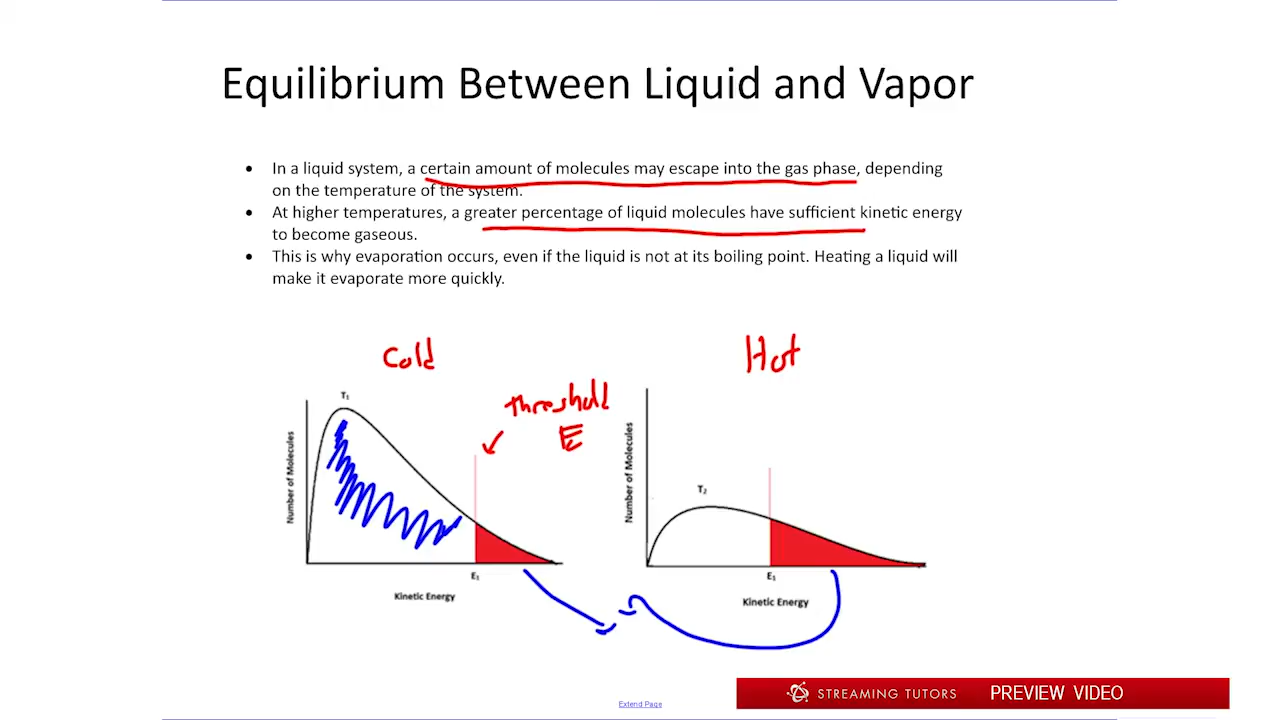 Equilibrium Between Liquid and Vapor
• In a liquid system, a certain amount of molecules may escape into the gas phase, depending
on the temperature of the system.
• At higher temperatures, a greater percentage of liquid molecules have sufficient kinetic energy
to become gaseous.
• This is why evaporation occurs, even if the liquid is not at its boiling point. Heating a liquid will
make it evaporate more quickly.
Cold
Hot
threshold
E
T₁
Number of Molecules
E₁
Kinetic Energy
T₂
Number of Molecules
E₁
Kinetic Energy
STREAMING TUTORS PREVIEW VIDEO
Extend Page